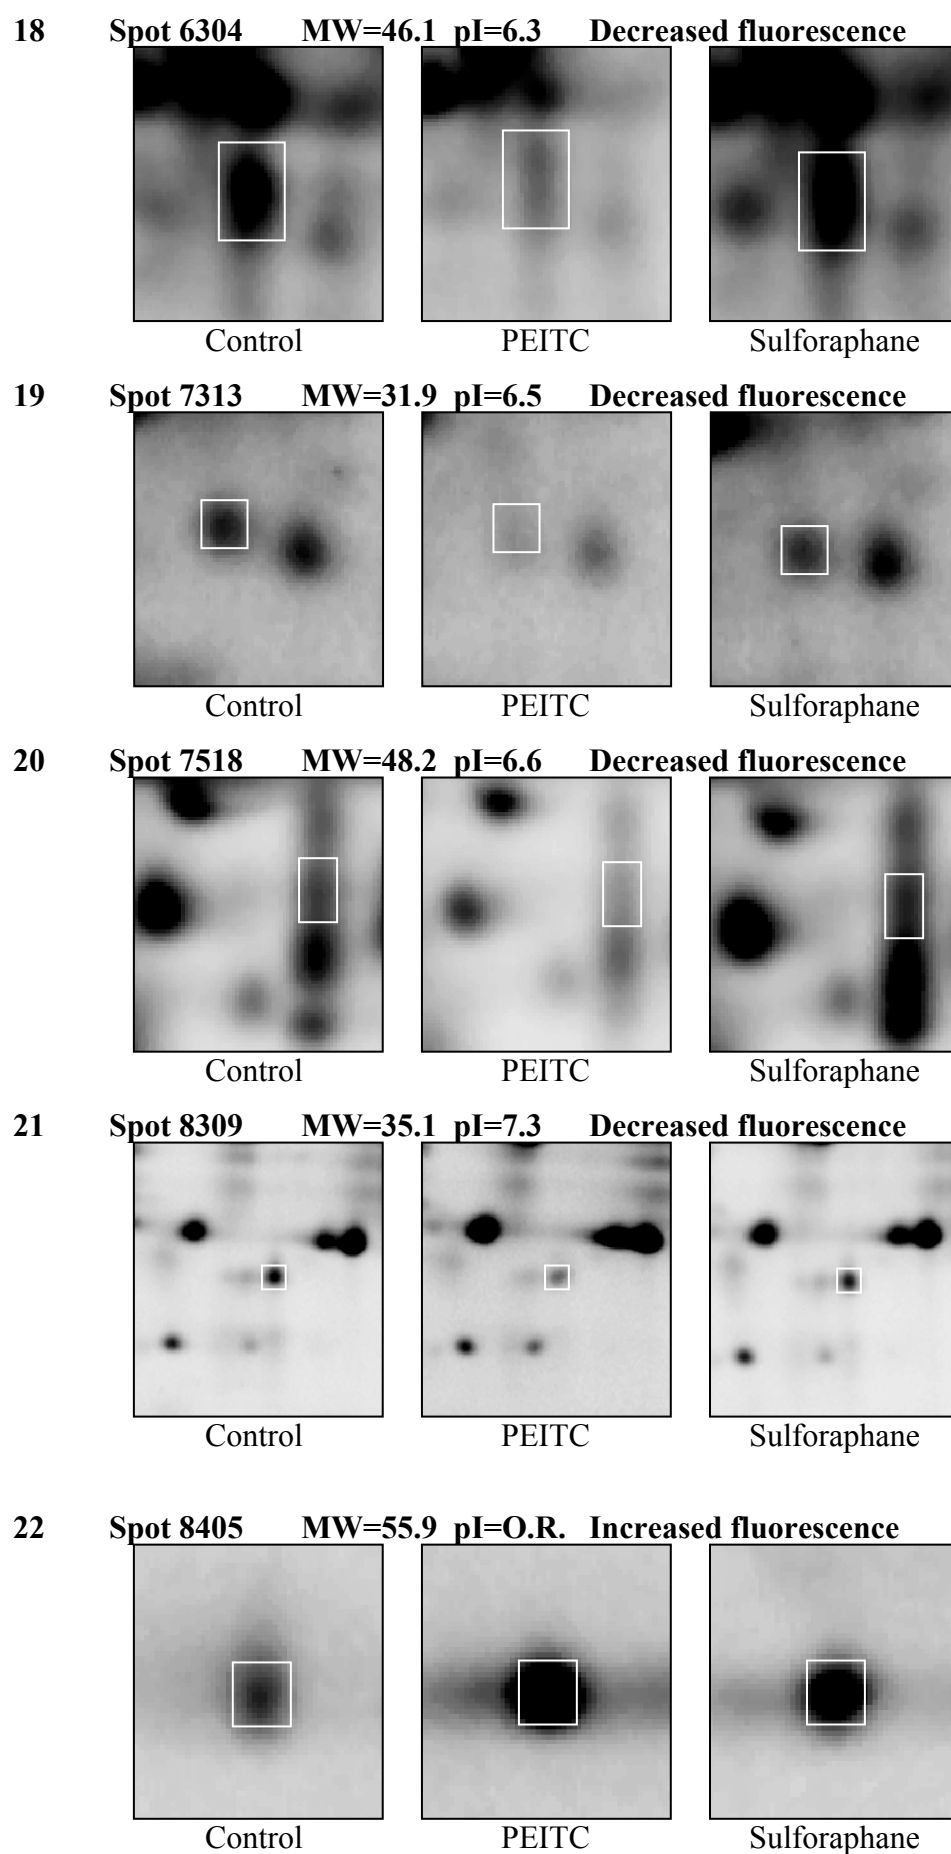 18 Spot 6304 MW=46.1 pI=6.3 Decreased fluorescence
Control PEITC Sulforaphane
19 Spot 7313 MW=31.9 pI=6.5 Decreased fluorescence
Control PEITC Sulforaphane
20 Spot 7518 MW=48.2 pI=6.6 Decreased fluorescence
Control PEITC Sulforaphane
21 Spot 8309 MW=35.1 pI=7.3 Decreased fluorescence
Control PEITC Sulforaphane
22 Spot 8405 MW=55.9 pI=O.R. Increased fluorescence
Control PEITC Sulforaphane